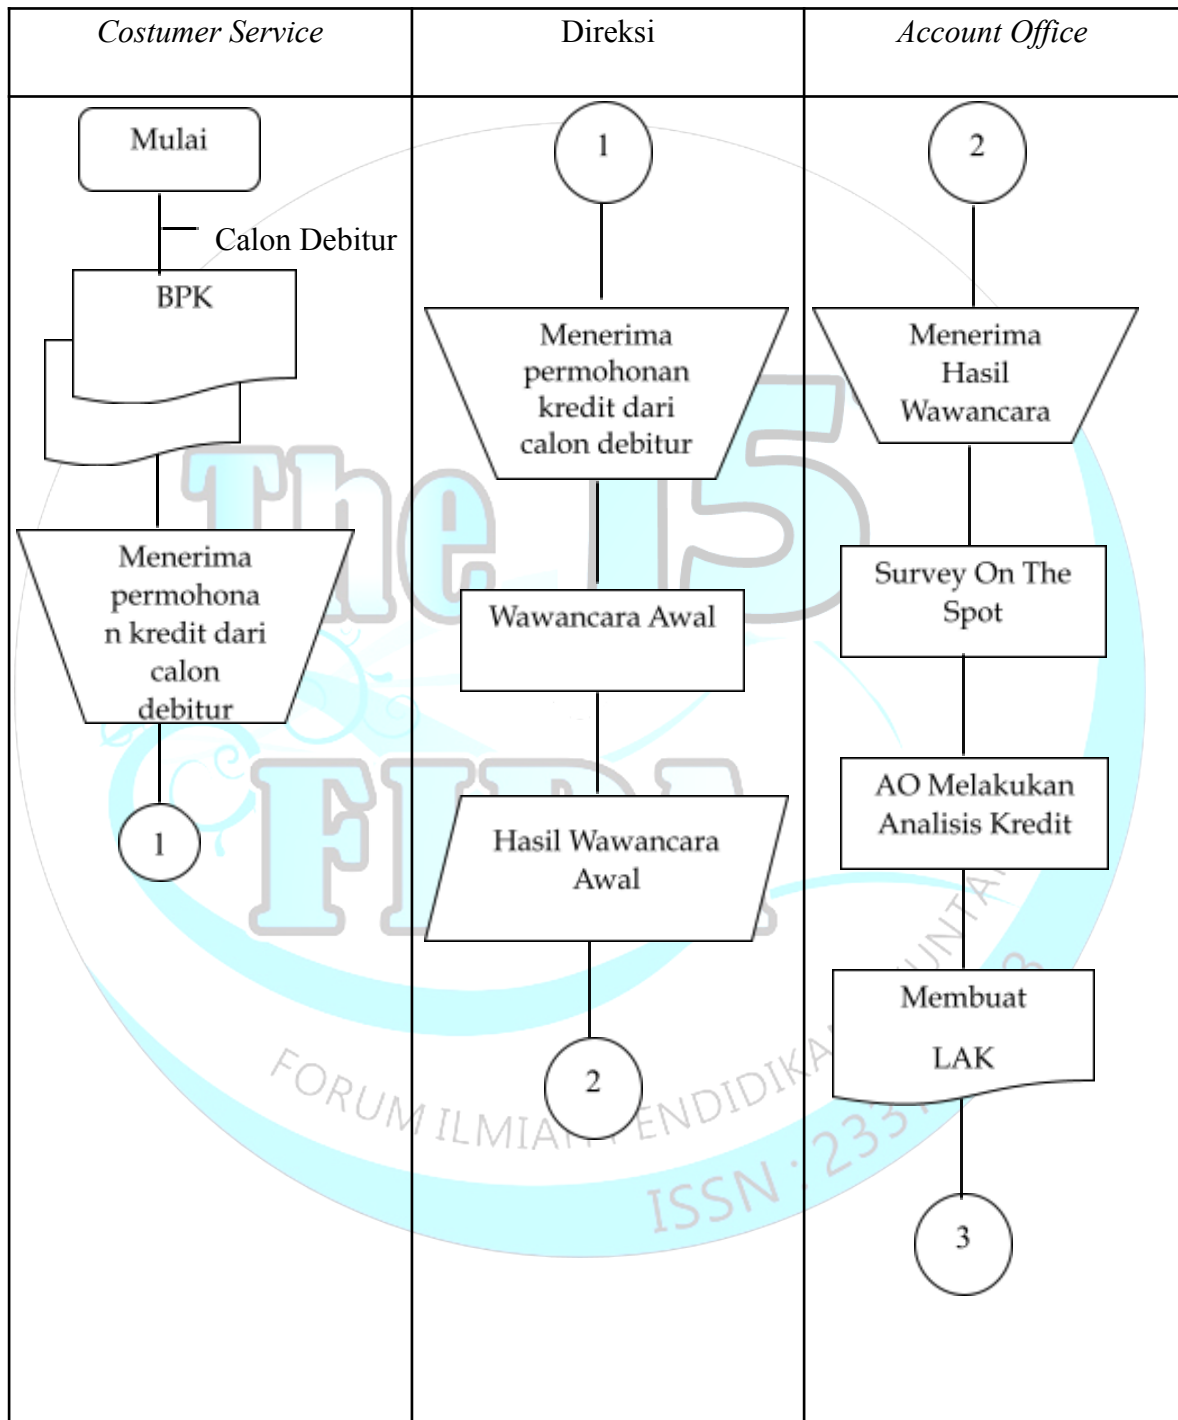 Costumer Service
Direksi
Account Office
Mulai
Calon Debitur
BPK
Menerima
permohona
n kredit dari
calon
debitur
1
1
Menerima
permohonan
kredit dari
calon debitur
Wawancara Awal
Hasil Wawancara
Awal
2
2
Menerima
Hasil
Wawancara
Survey On The
Spot
AO Melakukan
Analisis Kredit
Membuat
LAK
3
The 15
FORUM ILMIAH PENDIDIKA
ISSN : 233